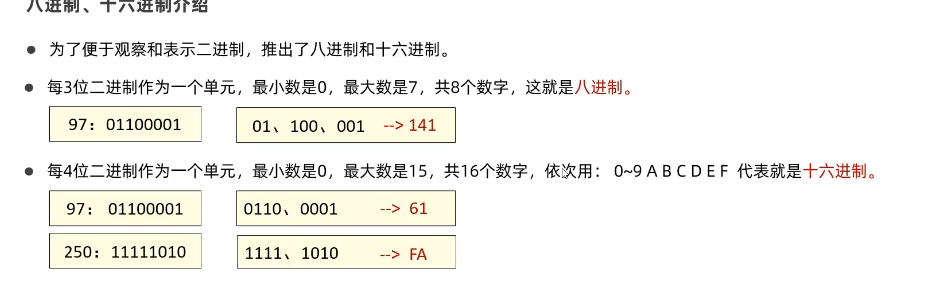 八进制、十六进制介绍
● 为了便于观察和表示二进制，推出了八进制和十六进制。
● 每3位二进制作为一个单元，最小数是0，最大数是7，共8个数字，这就是八进制。
97：01100001
01、100、001 --> 141
● 每4位二进制作为一个单元，最小数是0，最大数是15，共16个数字，依次用： 0~9 A B C D E F 代表就是十六进制。
97： 01100001
0110、0001 --> 61
250：11111010
1111、1010 --> FA